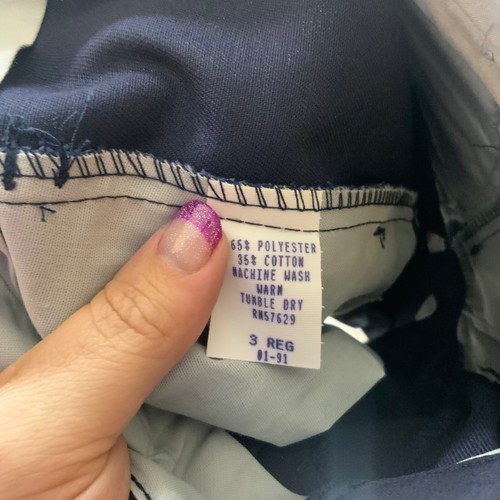 65% POLYESTER
35% COTTON
MACHINE WASH
WARM
TUMBLE DRY
RN57629
3 REG
01-91